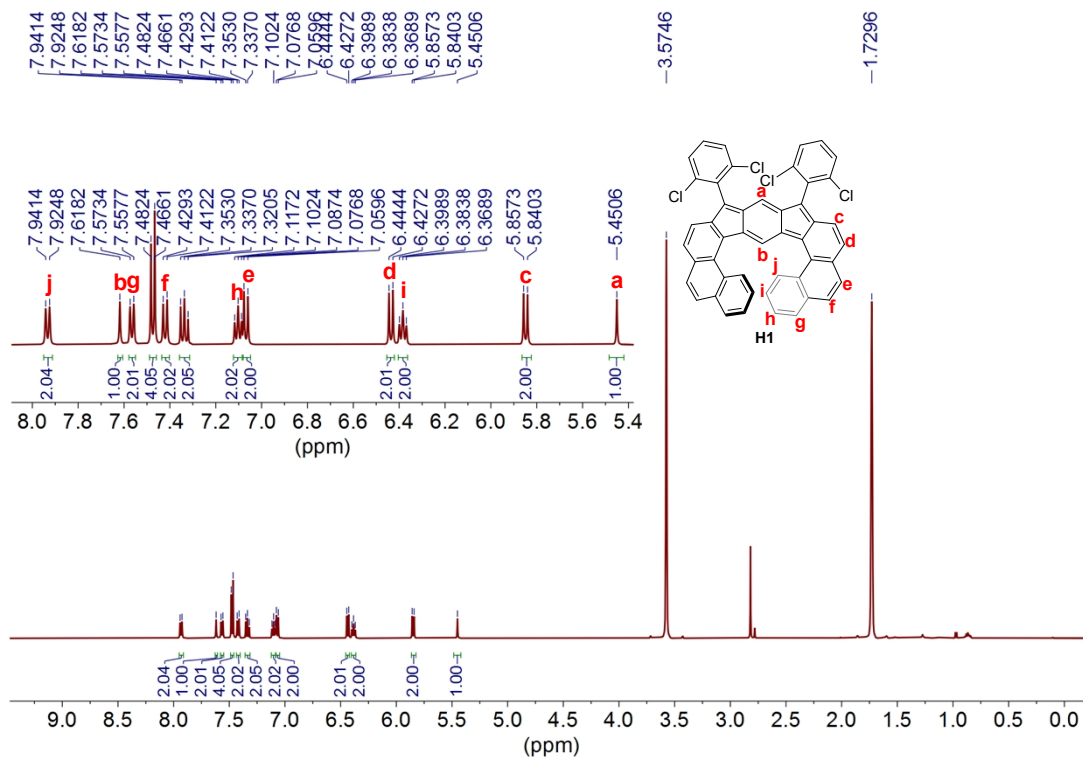 7.9414 7.9248 7.6182 7.5734 7.5577 7.4824 7.4661 7.4293 7.4122 7.3530 7.3370 7.1024 7.0768 7.0596 6.4444 6.4272 6.3989 6.3838 6.3689 5.8573 5.8403 5.4506 3.5746 1.7296
7.9414 7.9248 7.6182 7.5734 7.5577 7.4824 7.4661 7.4293 7.4122 7.3530 7.3370 7.3205 7.1172 7.1024 7.0874 7.0768 7.0596 6.4444 6.4272 6.3989 6.3838 6.3689 5.8573 5.8403 5.4506
j b g f h e d i c a
2.04 1.00 2.01 4.05 2.02 2.05 2.02 2.00 2.01 2.00 2.00 1.00
8.0 7.8 7.6 7.4 7.2 7.0 6.8 6.6 6.4 6.2 6.0 5.8 5.6 5.4
(ppm)
Cl Cl Cl Cl
a
c
d
b
j
e
i
f
h
g
H1
2.04 1.00 2.01 4.05 2.02 2.05 2.02 2.00 2.01 2.00 2.00 1.00
9.0 8.5 8.0 7.5 7.0 6.5 6.0 5.5 5.0 4.5 4.0 3.5 3.0 2.5 2.0 1.5 1.0 0.5 0.0
(ppm)